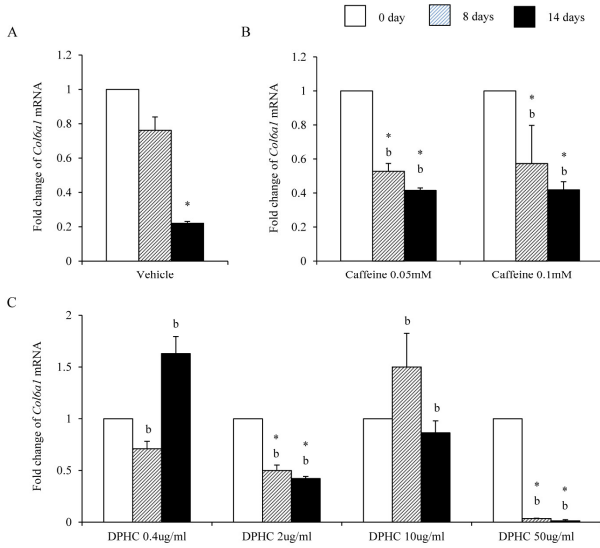 0 day 8 days 14 days
A
Fold change of Col6a1 mRNA
1.2
1
0.8
0.6
0.4
0.2
0
*
Vehicle
B
Fold change of Col6a1 mRNA
1.2
1
0.8
0.6
0.4
0.2
0
* * * *
b b b b
Caffeine 0.05mM Caffeine 0.1mM
C
Fold change of Col6a1 mRNA
2
1.5
1
0.5
0
b b
b b
* * * *
b b b b
DPHC 0.4ug/ml DPHC 2ug/ml DPHC 10ug/ml DPHC 50ug/ml